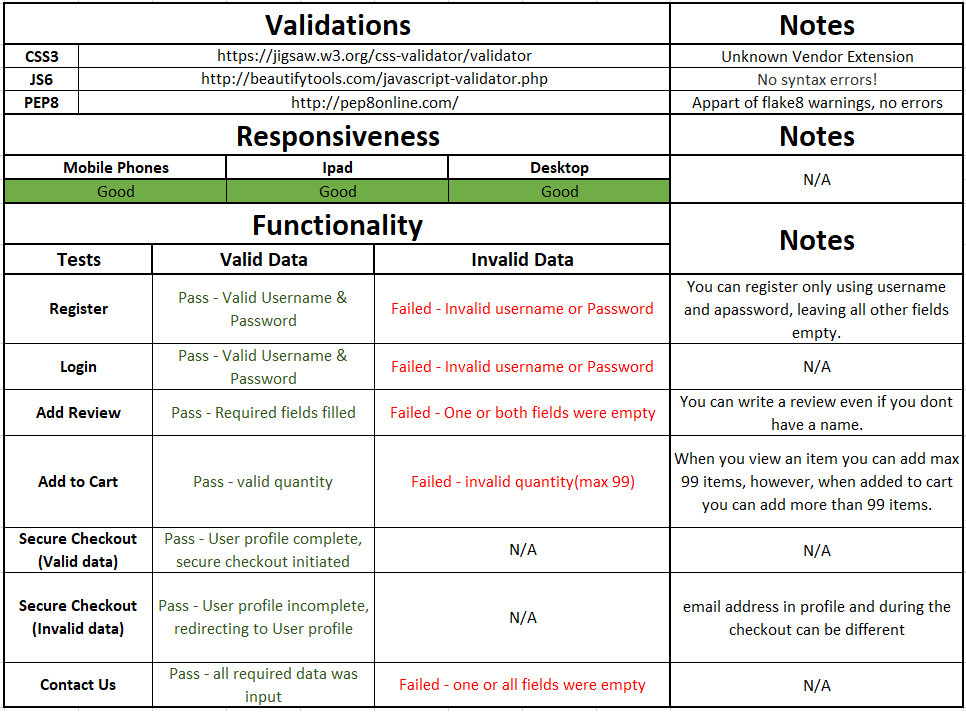 Validations
Notes
CSS3
https://jigsaw.w3.org/css-validator/validator
Unknown Vendor Extension
JS6
http://beautifytools.com/javascript-validator.php
No syntax errors!
PEP8
http://pep8online.com/
Appart of flake8 warnings, no errors
Responsiveness
Notes
Mobile Phones
Ipad
Desktop
N/A
Good
Good
Good
Functionality
Notes
Tests
Valid Data
Invalid Data
Register
Pass - Valid Username &
Password
Failed - Invalid username or Password
You can register only using username
and apassword, leaving all other fields
empty.
Login
Pass - Valid Username &
Password
Failed - Invalid username or Password
N/A
Add Review
Pass - Required fields filled
Failed - One or both fields were empty
You can write a review even if you dont
have a name.
Add to Cart
Pass - valid quantity
Failed - invalid quantity(max 99)
When you view an item you can add max
99 items, however, when added to cart
you can add more than 99 items.
Secure Checkout
(Valid data)
Pass - User profile complete,
secure checkout initiated
N/A
N/A
Secure Checkout
(Invalid data)
Pass - User profile incomplete,
redirecting to User profile
N/A
email address in profile and during the
checkout can be different
Contact Us
Pass - all required data was
input
Failed - one or all fields were empty
N/A